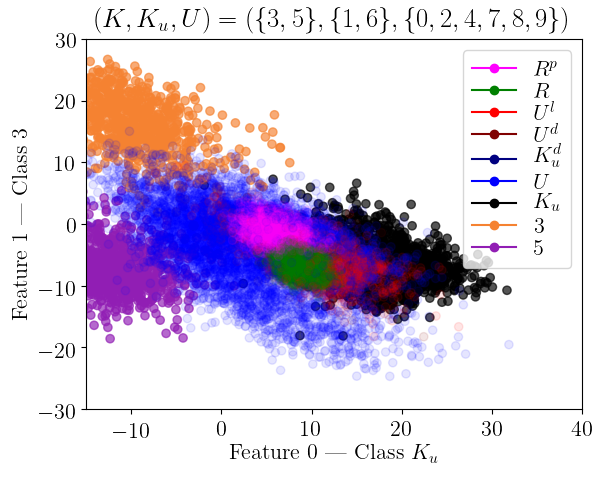 (K, K_u, U) = ({3, 5}, {1, 6}, {0, 2, 4, 7, 8, 9})
30
20
10
0
−10
−20
−30
Feature 1 — Class 3
R^p
R
U^l
U^d
K_u^d
U
K_u
3
5
−10
0
10
20
30
40
Feature 0 — Class K_u